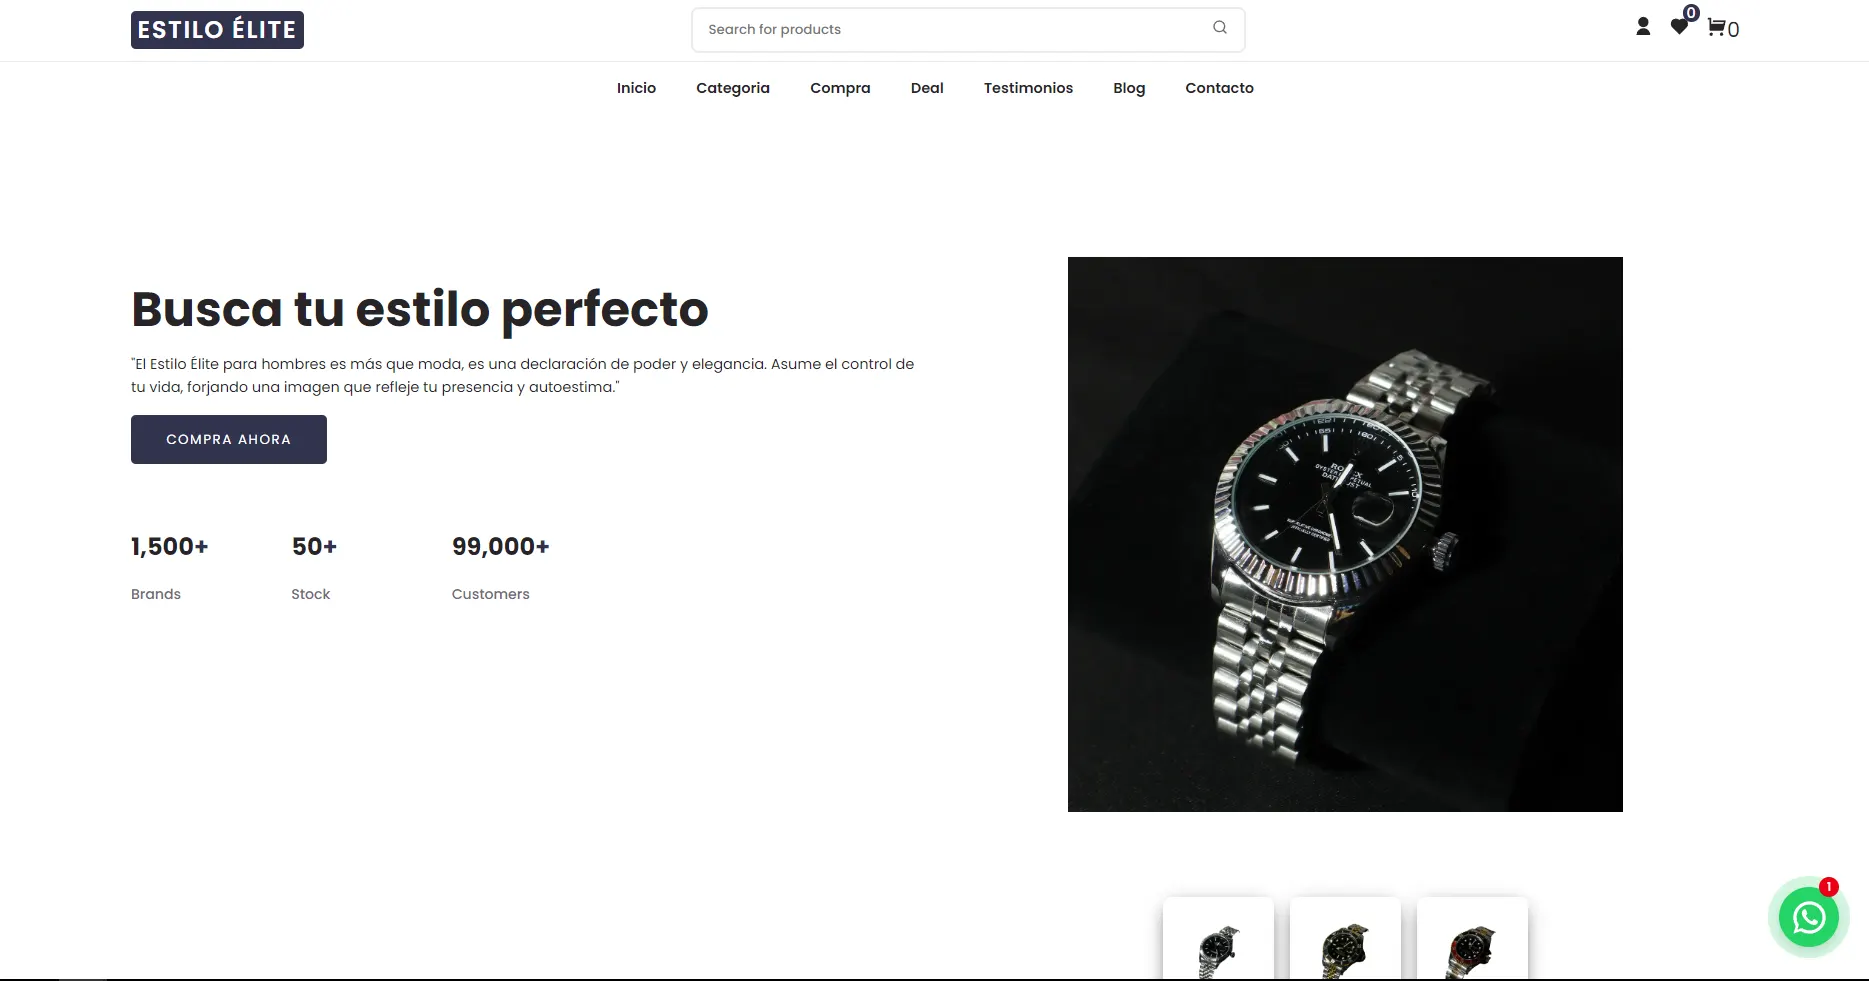 ESTILO ÉLITE
Search for products
0
0
Inicio Categoria Compra Deal Testimonios Blog Contacto
Busca tu estilo perfecto
"El Estilo Élite para hombres es más que moda, es una declaración de poder y elegancia. Asume el control de
tu vida, forjando una imagen que refleje tu presencia y autoestima."
COMPRA AHORA
1,500+ 50+ 99,000+
Brands Stock Customers
1